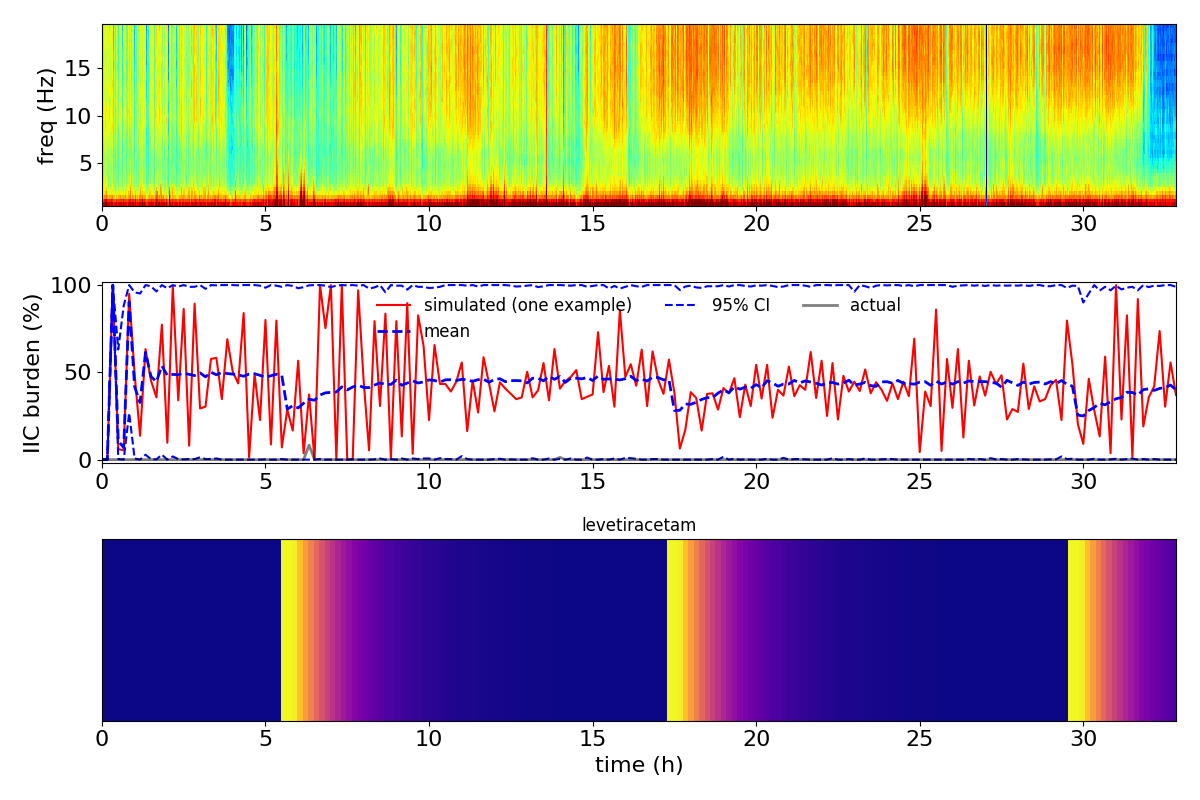 freq (Hz)
15
10
5
0 5 10 15 20 25 30
IIC burden (%)
100
50
0
simulated (one example)
mean
95% CI
actual
0 5 10 15 20 25 30
levetiracetam
0 5 10 15 20 25 30
time (h)